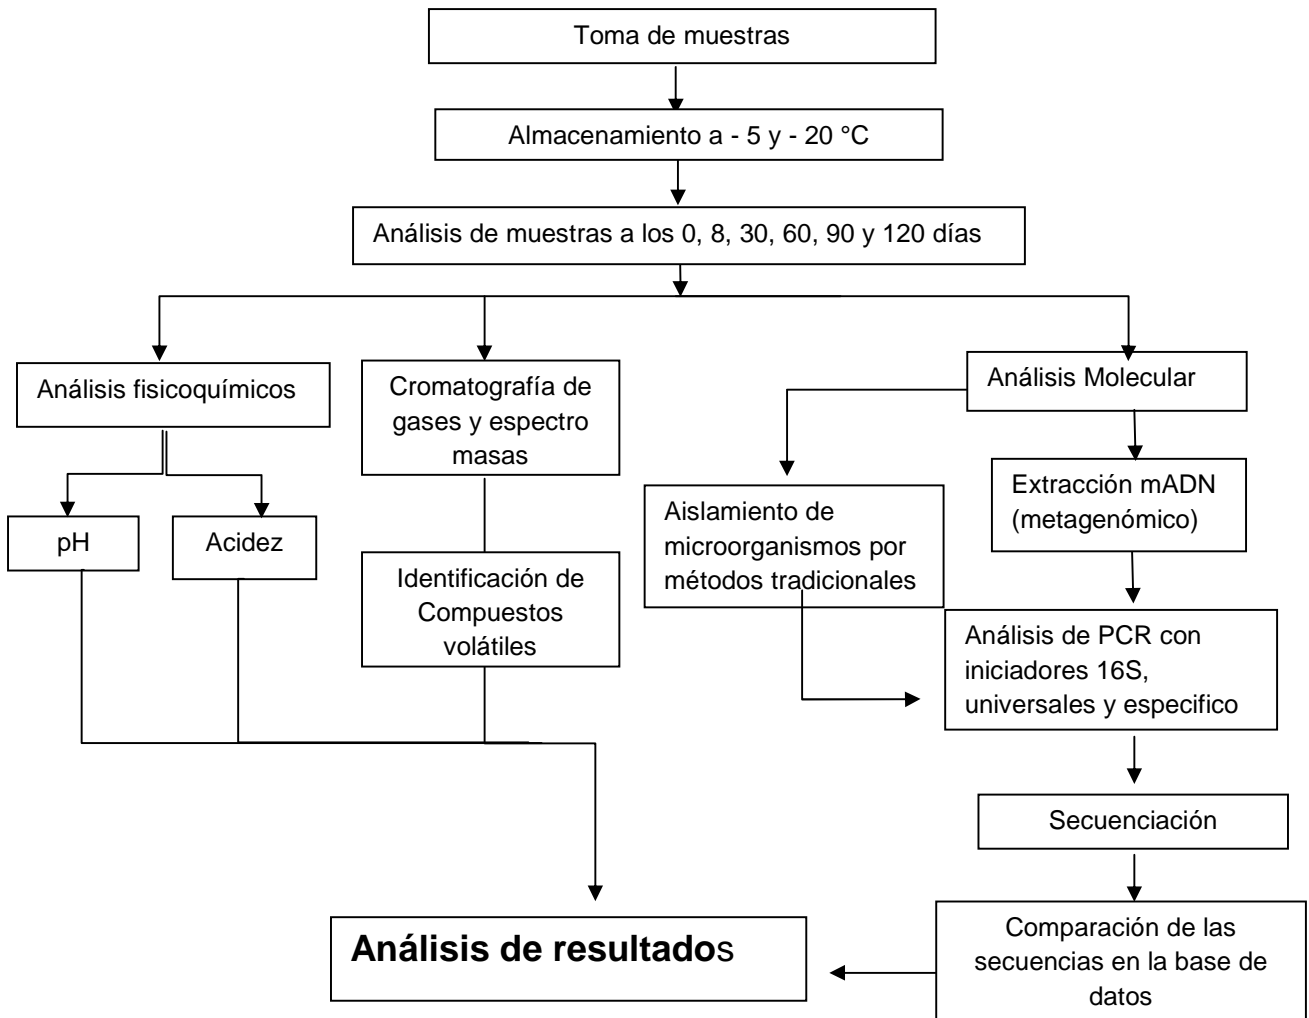 Toma de muestras
Almacenamiento a - 5 y - 20 °C
Análisis de muestras a los 0, 8, 30, 60, 90 y 120 días
Análisis fisicoquímicos
Cromatografía de
gases y espectro
masas
Análisis Molecular
pH
Acidez
Identificación de
Compuestos
volátiles
Aislamiento de
microorganismos por
métodos tradicionales
Extracción mADN
(metagenómico)
Análisis de PCR con
iniciadores 16S,
universales y especifico
Secuenciación
Comparación de las
secuencias en la base de
datos
Análisis de resultados